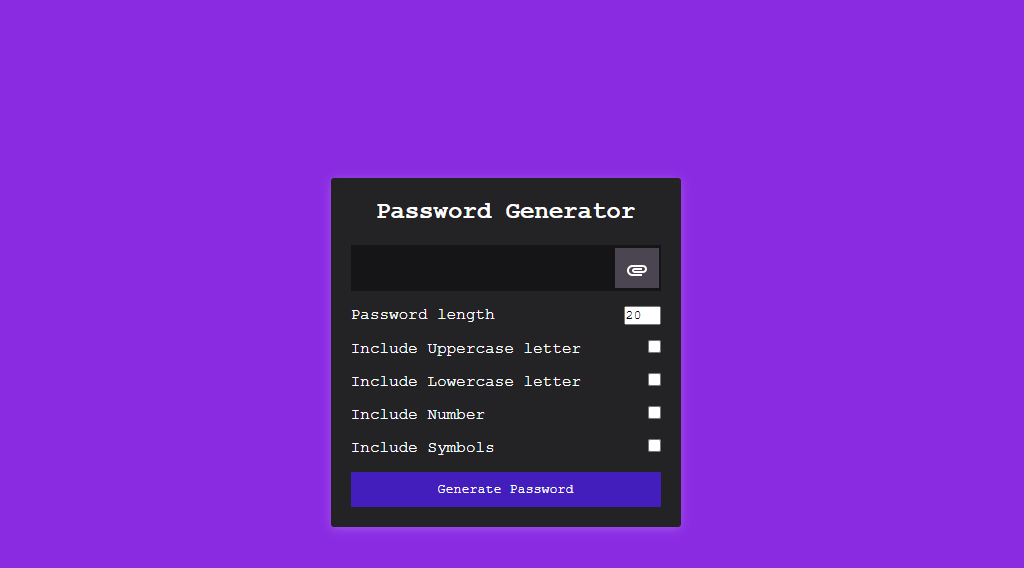 Password Generator
Password length 20
Include Uppercase letter
Include Lowercase letter
Include Number
Include Symbols
Generate Password